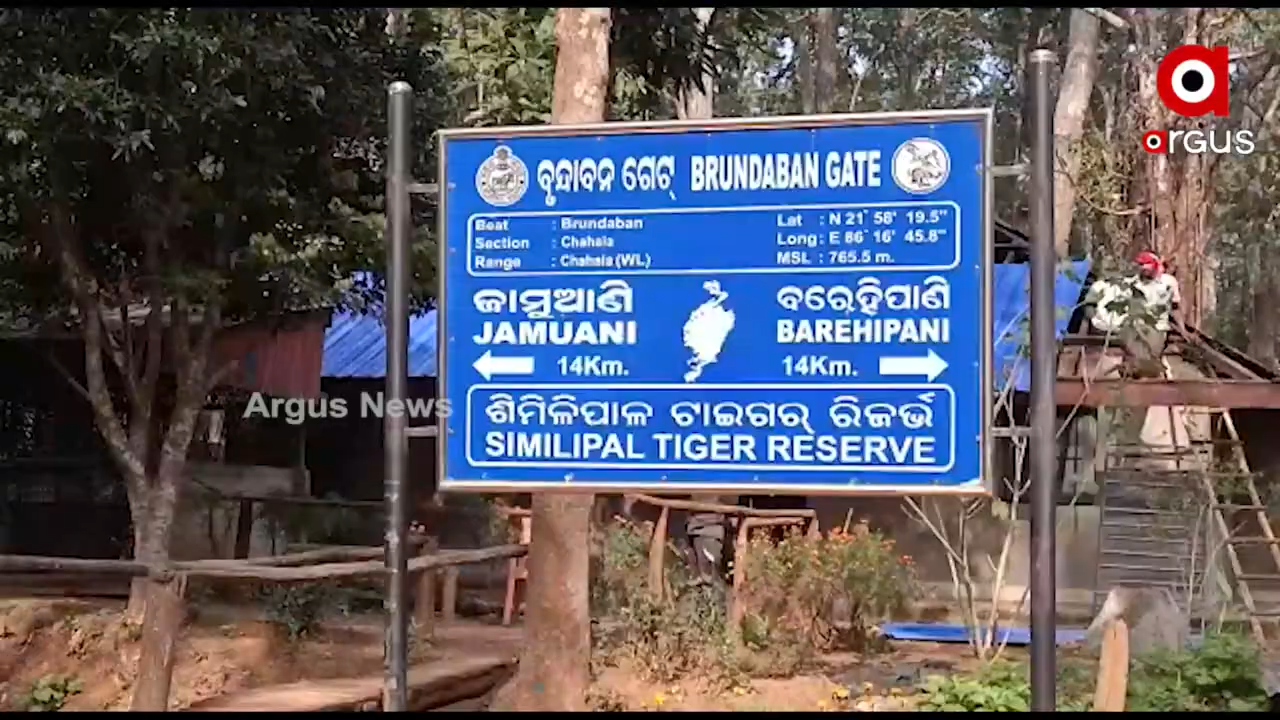 argus
ବୃନ୍ଦାବନ ଗେଟ୍ BRUNDABAN GATE
Beat : Brundaban
Section : Chahala
Range : Chahala (WL)
Lat : N 21° 58' 19.5"
Long : E 86° 16' 45.8"
MSL : 765.5 m.
ଜାମୁଆଣି
JAMUANI
14Km.
ବରେହିପାଣି
BAREHIPANI
14Km.
Argus News
ଶିମିଳିପାଳ ଟାଇଗର୍ ରିଜର୍ଭ
SIMILIPAL TIGER RESERVE